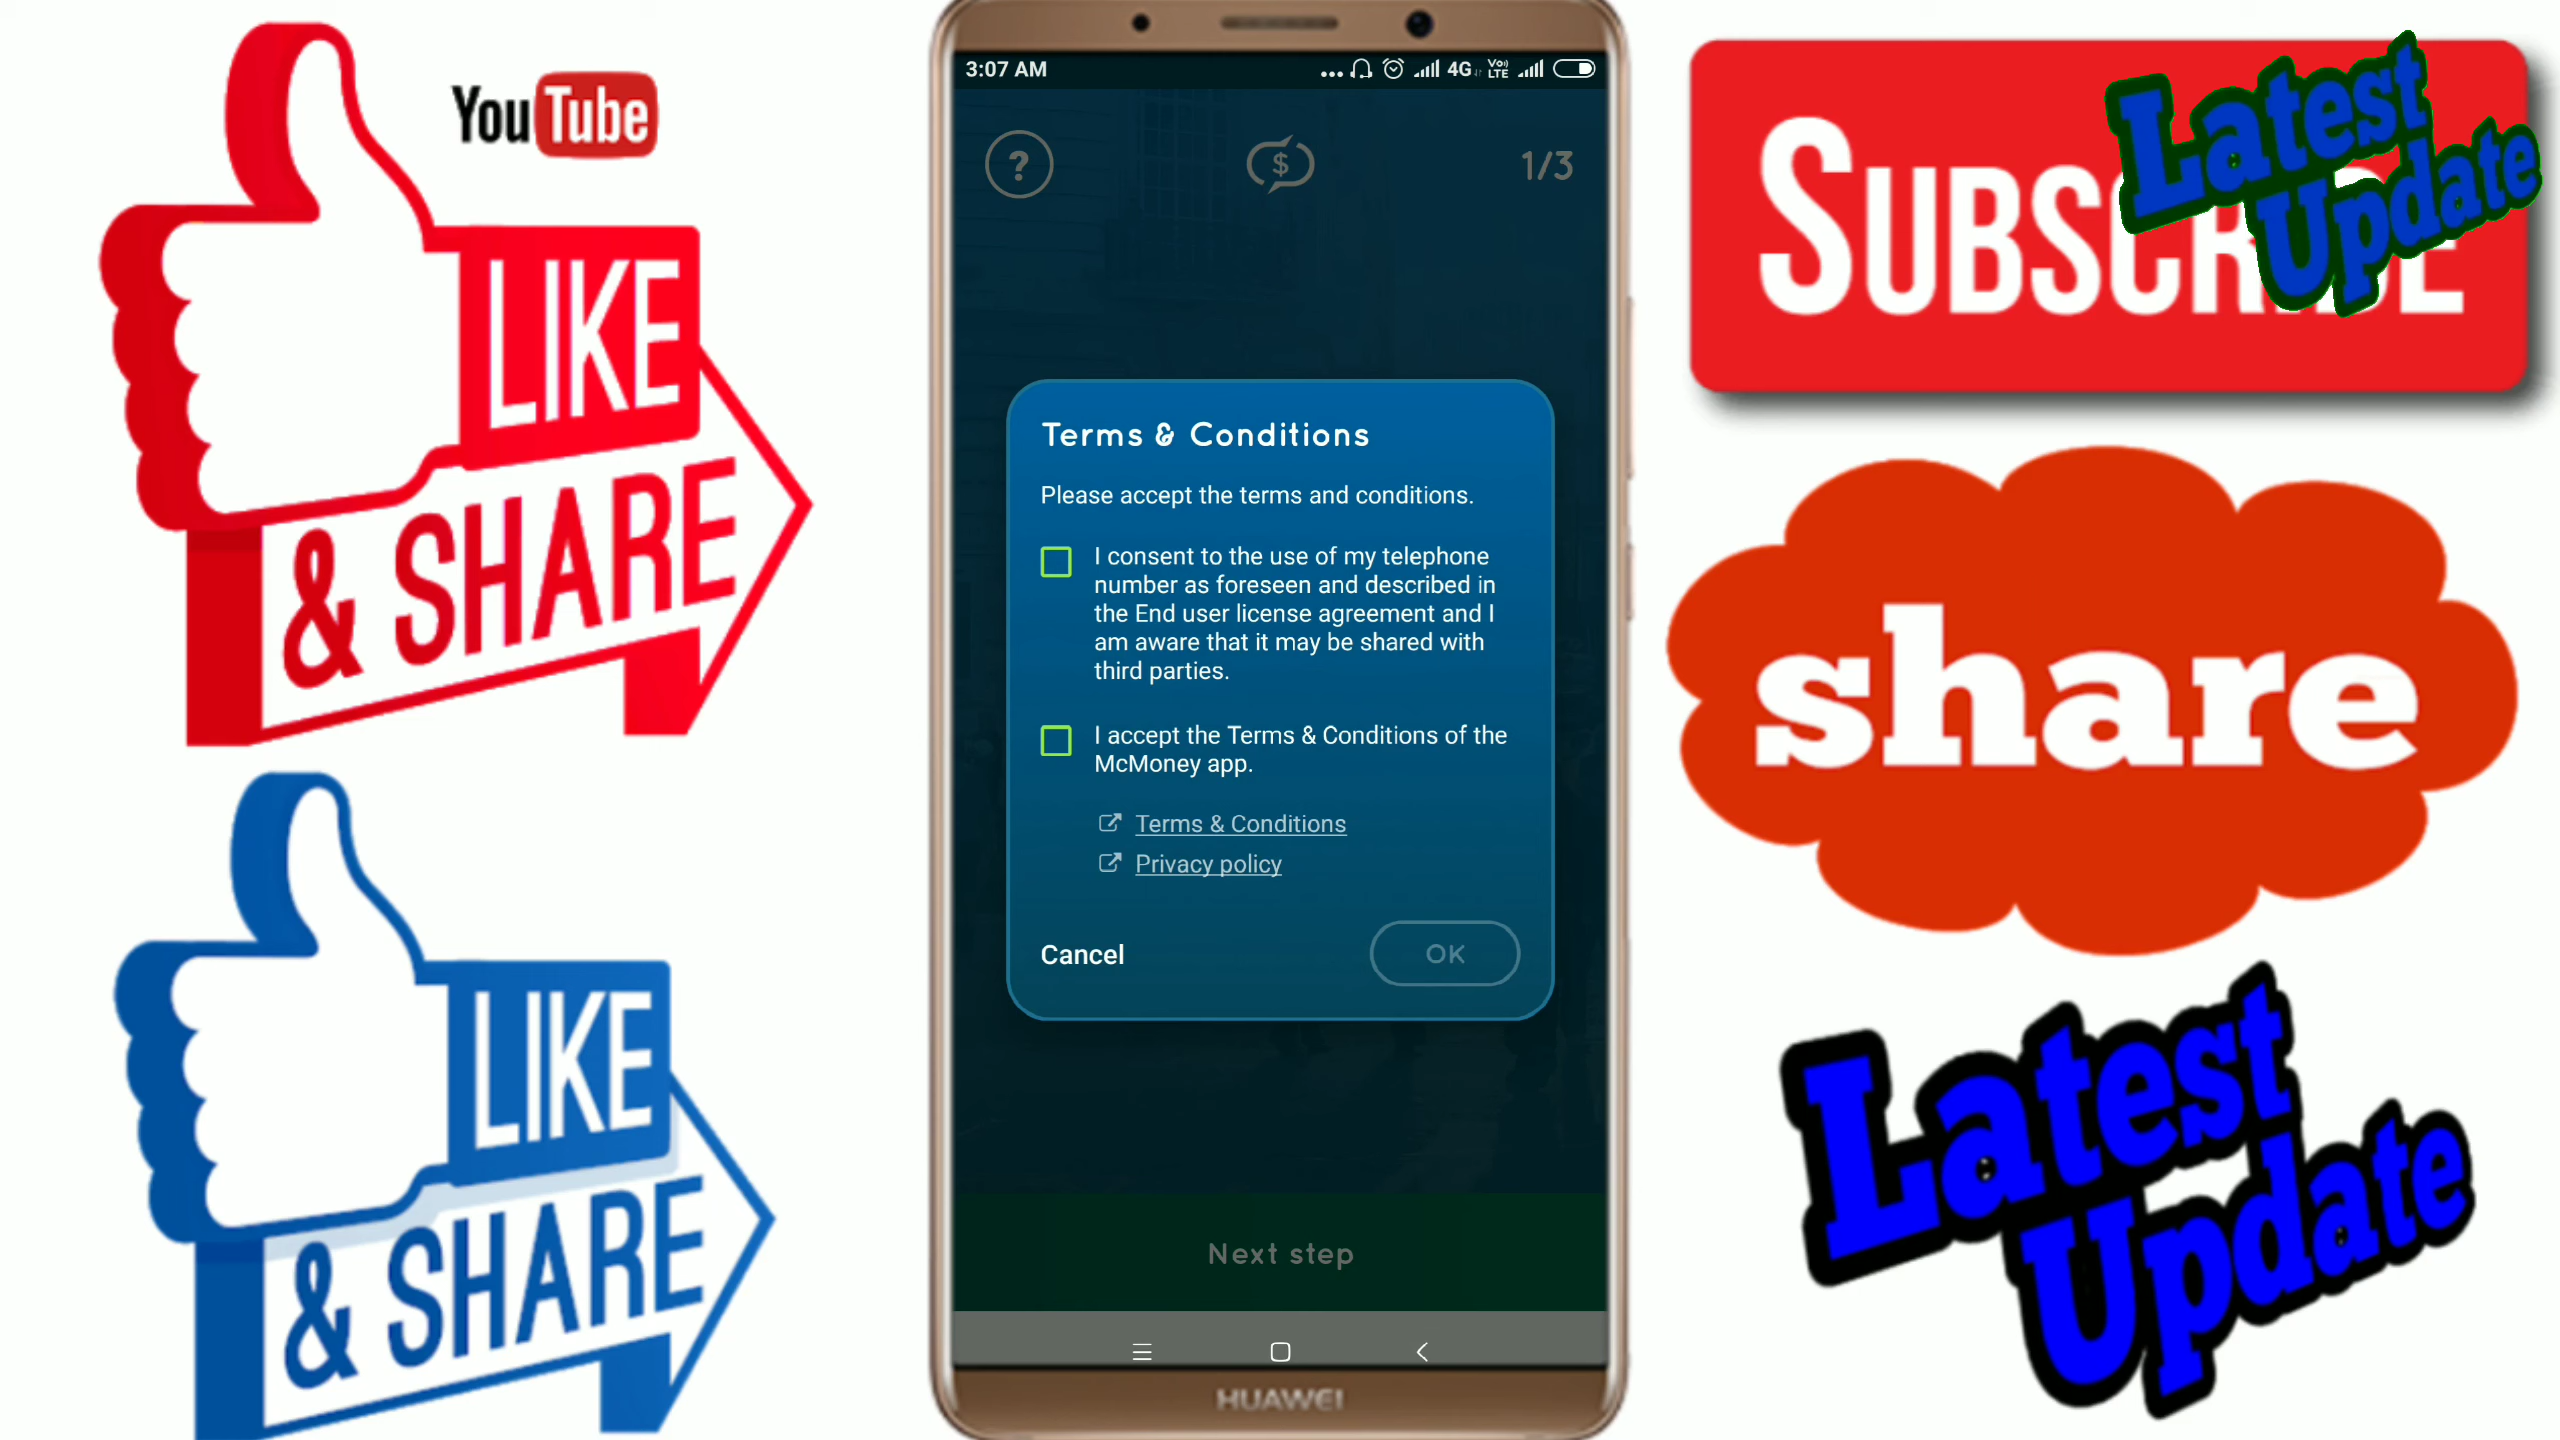 YouTube
LIKE
& SHARE
LIKE
& SHARE
3:07 AM
4G
Vo))
LTE
?
$
1/3
Terms & Conditions
Please accept the terms and conditions.
I consent to the use of my telephone
number as foreseen and described in
the End user license agreement and I
am aware that it may be shared with
third parties.
I accept the Terms & Conditions of the
McMoney app.
Terms & Conditions
Privacy policy
Cancel
OK
Next step
HUAWEI
SUBSCRIBE
Latest
Update
share
Latest
Update